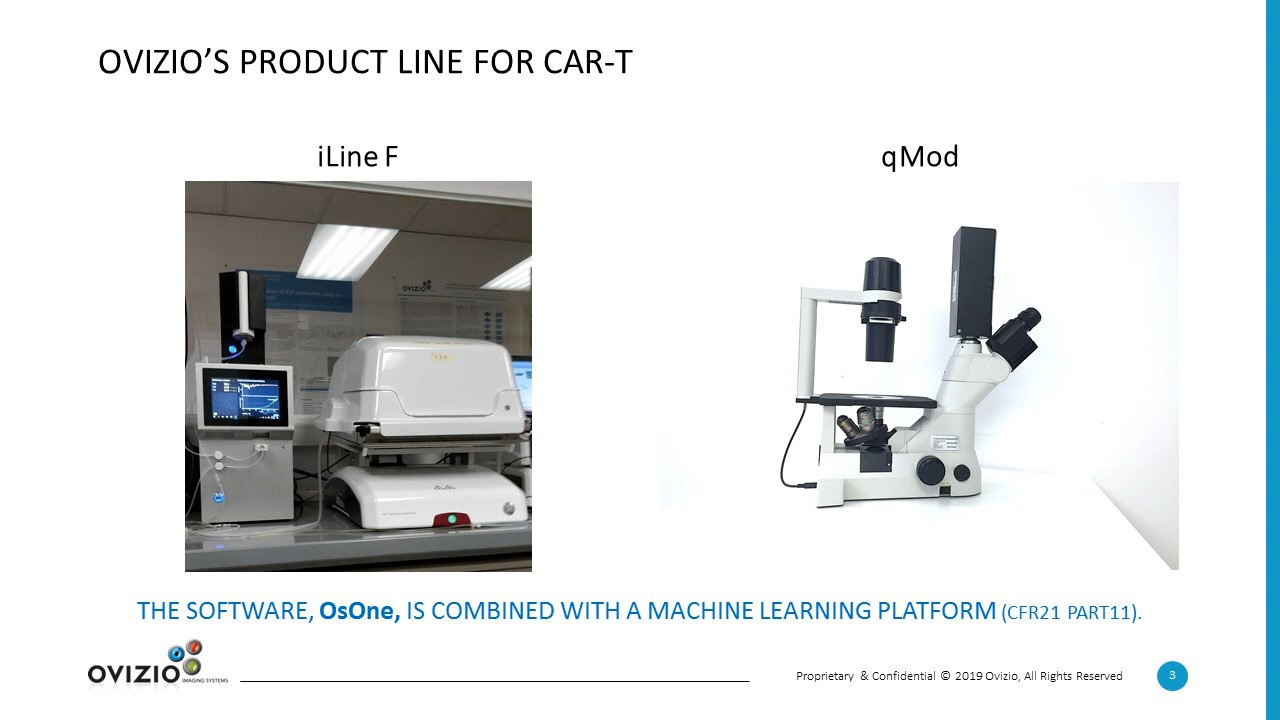 OVIZIO’S PRODUCT LINE FOR CAR-T
iLine F
qMod
OVIZIO
THE SOFTWARE, OsOne, IS COMBINED WITH A MACHINE LEARNING PLATFORM (CFR21 PART11).
OVIZIO
IMAGING SYSTEMS
Proprietary & Confidential © 2019 Ovizio, All Rights Reserved
3